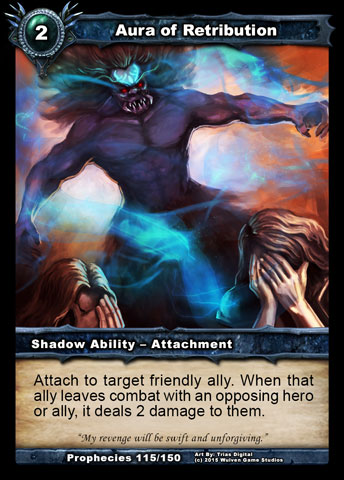 2
Aura of Retribution
Shadow Ability – Attachment
Attach to target friendly ally. When that
ally leaves combat with an opposing hero
or ally, it deals 2 damage to them.
"My revenge will be swift and unforgiving."
Prophecies 115/150
Art By: Trias Digital
(c) 2015 Wulven Game Studios